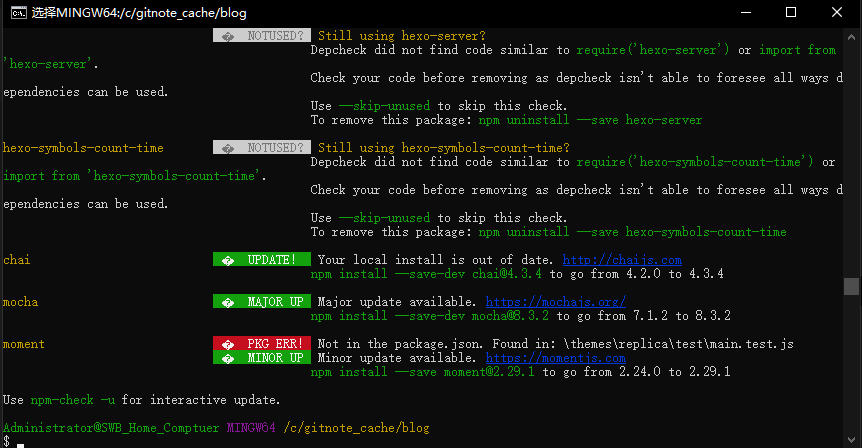 选择MINGW64:/c/gitnote_cache/blog
� NOTUSED? Still using hexo-server?
Depcheck did not find code similar to require('hexo-server') or import from
'hexo-server'.
Check your code before removing as depcheck isn't able to foresee all ways d
ependencies can be used.
Use --skip-unused to skip this check.
To remove this package: npm uninstall --save hexo-server
hexo-symbols-count-time � NOTUSED? Still using hexo-symbols-count-time?
Depcheck did not find code similar to require('hexo-symbols-count-time') or
import from 'hexo-symbols-count-time'.
Check your code before removing as depcheck isn't able to foresee all ways d
ependencies can be used.
Use --skip-unused to skip this check.
To remove this package: npm uninstall --save hexo-symbols-count-time
chai � UPDATE! Your local install is out of date. http://chaijs.com
npm install --save-dev chai@4.3.4 to go from 4.2.0 to 4.3.4
mocha � MAJOR UP Major update available. https://mochajs.org/
npm install --save-dev mocha@8.3.2 to go from 7.1.2 to 8.3.2
moment � PKG ERR! Not in the package.json. Found in: \themes\replica\test\main.test.js
� MINOR UP Minor update available. https://momentjs.com
npm install --save moment@2.29.1 to go from 2.24.0 to 2.29.1
Use npm-check -u for interactive update.
Administrator@SWB_Home_Comptuer MINGW64 /c/gitnote_cache/blog
$